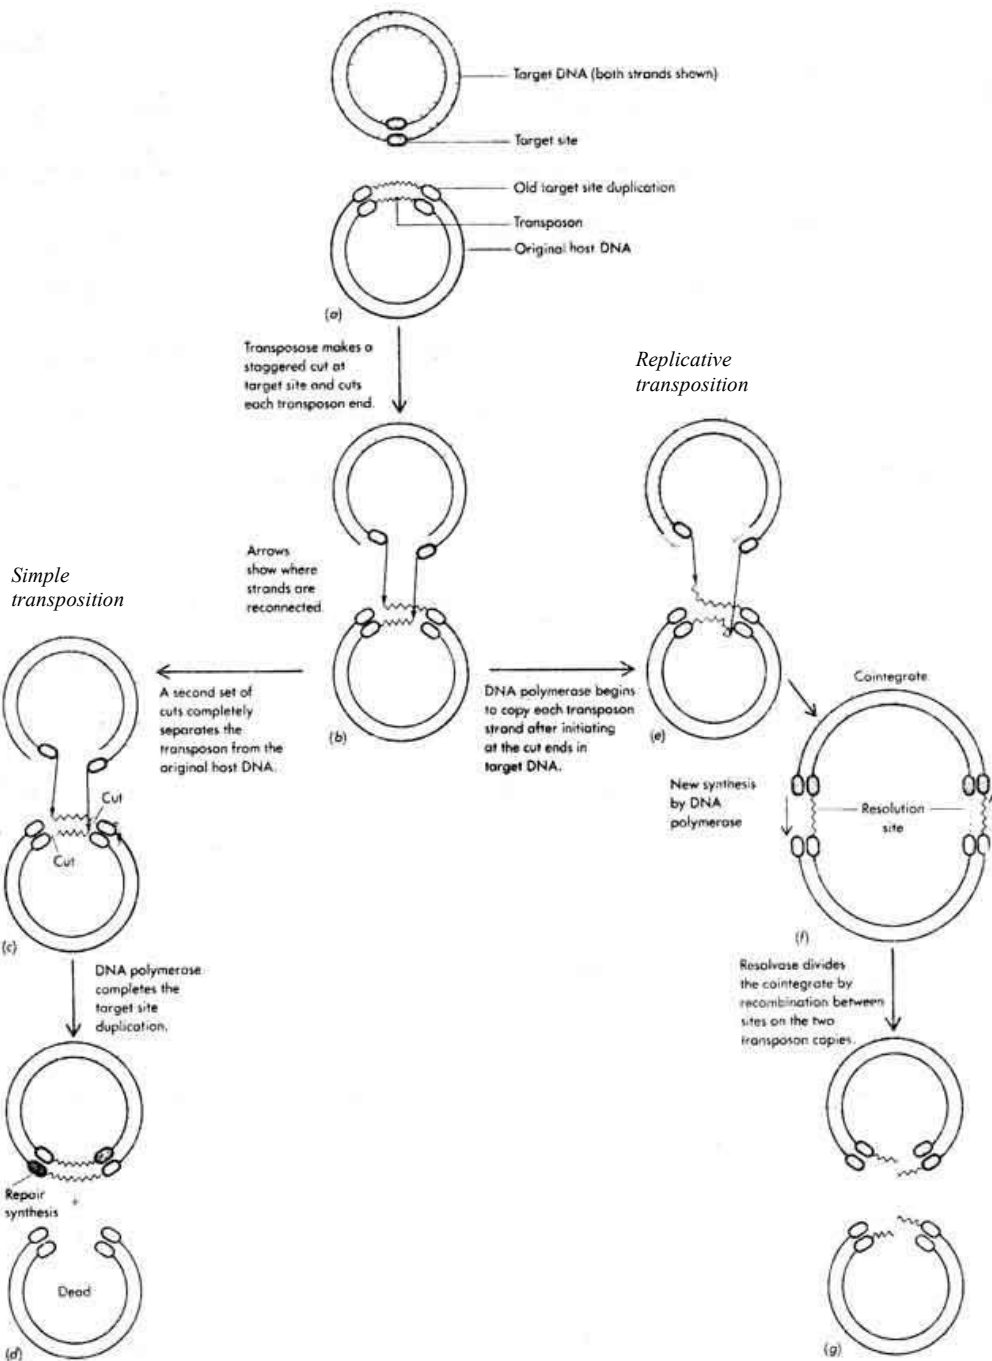 Target DNA (both strands shown)
Target site
Old target site duplication
Transposon
Original host DNA
(a)
Transposase makes a
staggered cut at
target site and cuts
each transposon end.
Replicative
transposition
Arrows
show where
strands are
reconnected.
Simple
transposition
A second set of
cuts completely
separates the
transposon from the
original host DNA.
(b)
DNA polymerase begins
to copy each transposon
strand after initiating
at the cut ends in
target DNA.
(e)
Cointegrate
New synthesis
by DNA
polymerase
Resolution
site
Cut
Cut
(c)
(f)
DNA polymerase
completes the
target site
duplication.
Resolvase divides
the cointegrate by
recombination between
sites on the two
transposon copies.
Repair
synthesis
+
Dead
(d)
(g)